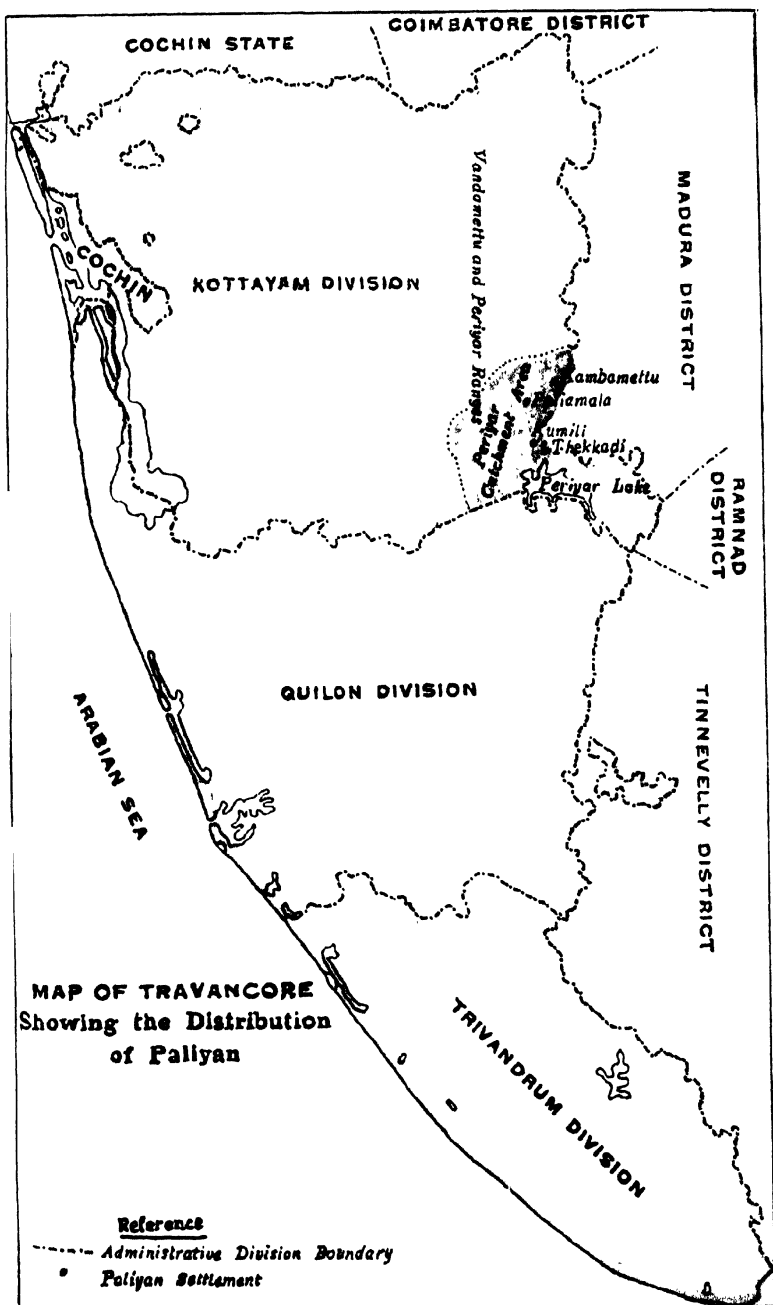 COCHIN STATE
COIMBATORE DISTRICT
MADURA DISTRICT
Vandamettu and Periyar Ranges
COCHIN
KOTTAYAM DIVISION
Periyar
Catchment Area
Kambamettu
Kumili
Thekkadi
Periyar Lake
RAMNAD
DISTRICT
QUILON DIVISION
ARABIAN SEA
TINNEVELLY DISTRICT
MAP OF TRAVANCORE
Showing the Distribution
of Paliyan
TRIVANDRUM DIVISION
Reference
Administrative Division Boundary
Paliyan Settlement